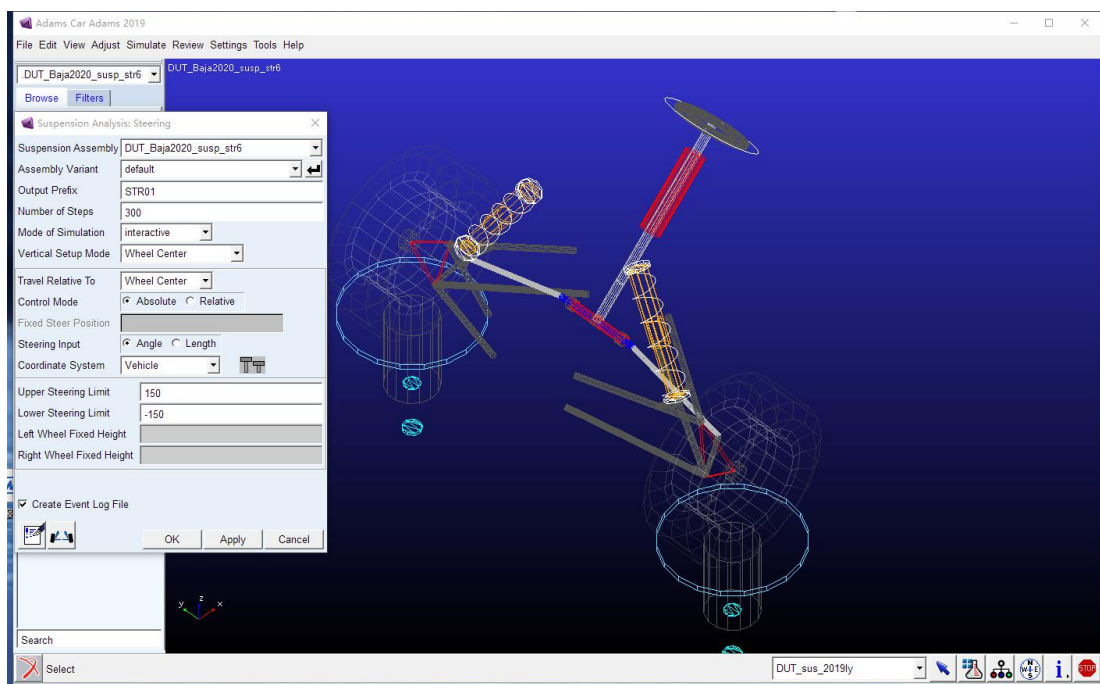 Adams Car Adams 2019
File Edit View Adjust Simulate Review Settings Tools Help
.DUT_Baja2020_susp_str6
DUT_Baja2020_susp_str6
Browse Filters
Suspension Analysis: Steering
Suspension Assembly DUT_Baja2020_susp_str6
Assembly Variant default
Output Prefix STR01
Number of Steps 300
Mode of Simulation interactive
Vertical Setup Mode Wheel Center
Travel Relative To Wheel Center
Control Mode Absolute Relative
Fixed Steer Position
Steering Input Angle Length
Coordinate System Vehicle
Upper Steering Limit 150
Lower Steering Limit -150
Left Wheel Fixed Height
Right Wheel Fixed Height
Create Event Log File
OK Apply Cancel
y z x
Search
Select DUT_sus_2019ly
N
W E
S
i
STOP